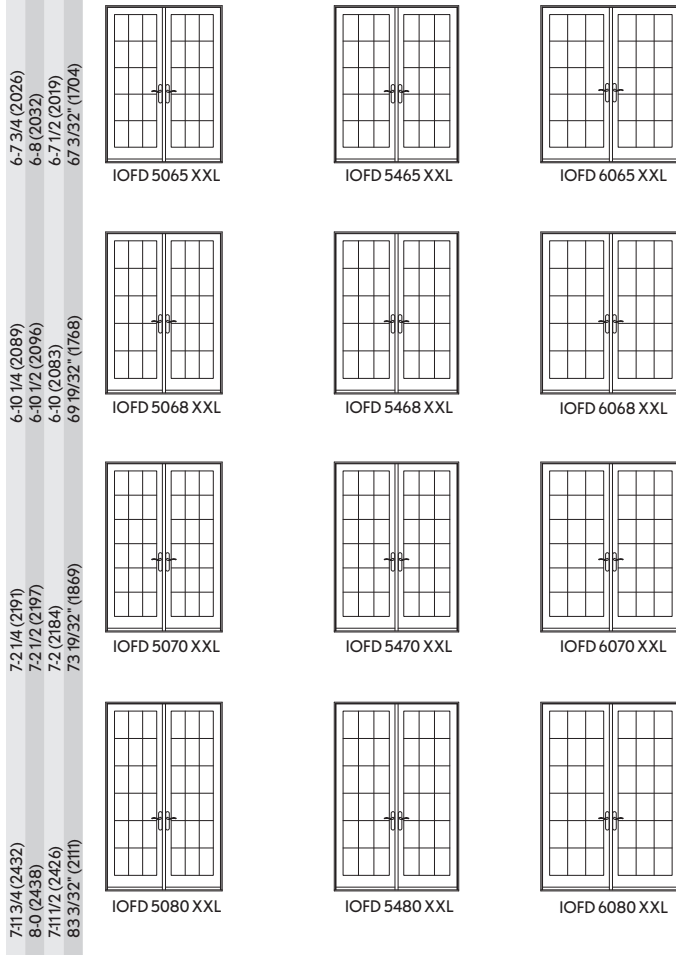 6-7 3/4 (2026)
6-8 (2032)
6-7 1/2 (2019)
67 3/32" (1704)
IOFD 5065 XXL
IOFD 5465 XXL
IOFD 6065 XXL
6-10 1/4 (2089)
6-10 1/2 (2096)
6-10 (2083)
69 19/32" (1768)
IOFD 5068 XXL
IOFD 5468 XXL
IOFD 6068 XXL
7-2 1/4 (2191)
7-2 1/2 (2197)
7-2 (2184)
73 19/32" (1869)
IOFD 5070 XXL
IOFD 5470 XXL
IOFD 6070 XXL
7-11 3/4 (2432)
8-0 (2438)
7-11 1/2 (2426)
83 3/32" (2111)
IOFD 5080 XXL
IOFD 5480 XXL
IOFD 6080 XXL